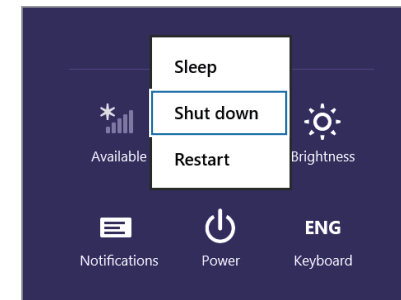 Sleep
Shut down
Restart
Available
Brightness
Notifications
Power
ENG
Keyboard